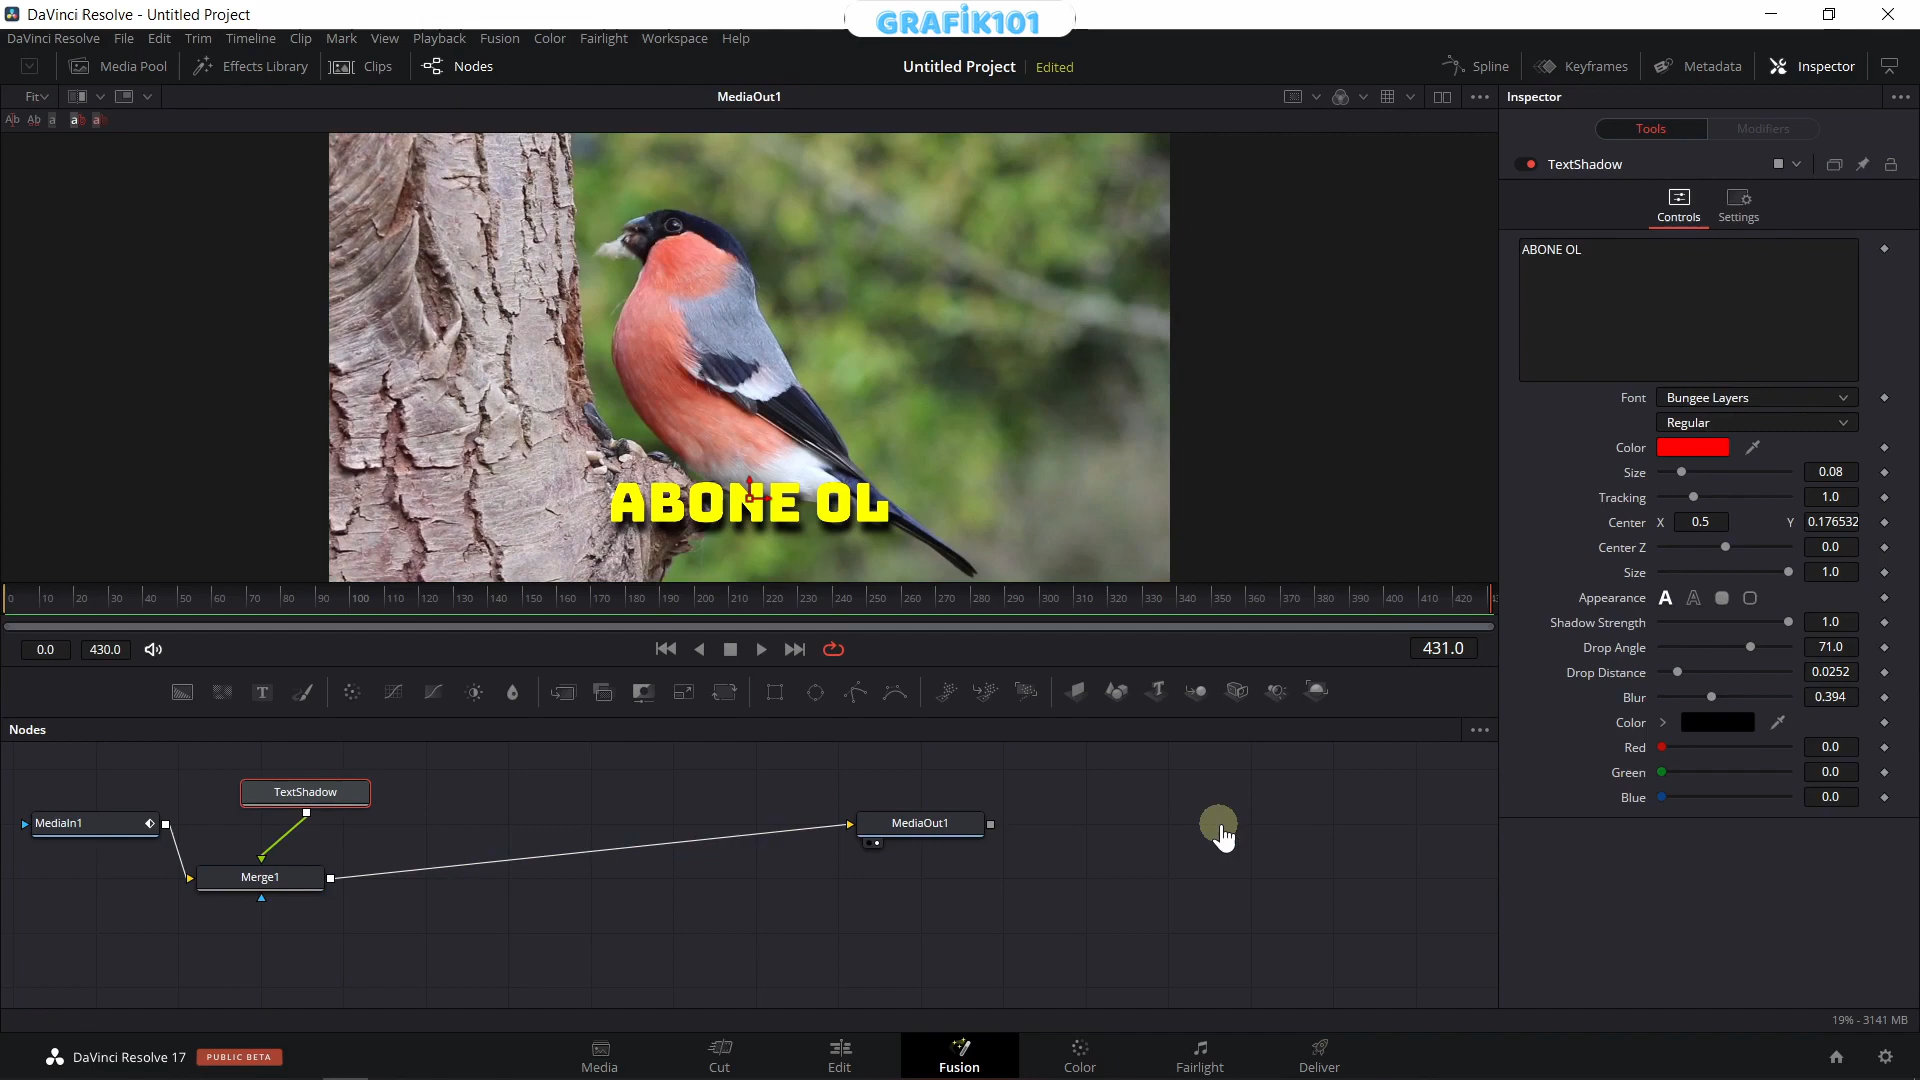 DaVinci Resolve - Untitled Project
GRAFİK101
DaVinci Resolve File Edit Trim Timeline Clip Mark View Playback Fusion Color Fairlight Workspace Help
Media Pool Effects Library Clips Nodes Untitled Project Edited Spline Keyframes Metadata Inspector
Fit MediaOut1 Inspector
Tools Modifiers
TextShadow
Controls Settings
ABONE OL
Font Bungee Layers
Regular
Color
Size 0.08
Tracking 1.0
Center X 0.5 Y 0.176532
Center Z 0.0
Size 1.0
Appearance
Shadow Strength 1.0
Drop Angle 71.0
Drop Distance 0.0252
Blur 0.394
Color
Red 0.0
Green 0.0
Blue 0.0
ABONE OL
0 10 20 30 40 50 60 70 80 90 100 110 120 130 140 150 160 170 180 190 200 210 220 230 240 250 260 270 280 290 300 310 320 330 340 350 360 370 380 390 400 410 420
0.0 430.0 431.0
Nodes
TextShadow
MediaIn1 MediaOut1
Merge1
19% - 3141 MB
DaVinci Resolve 17 PUBLIC BETA
Media Cut Edit Fusion Color Fairlight Deliver